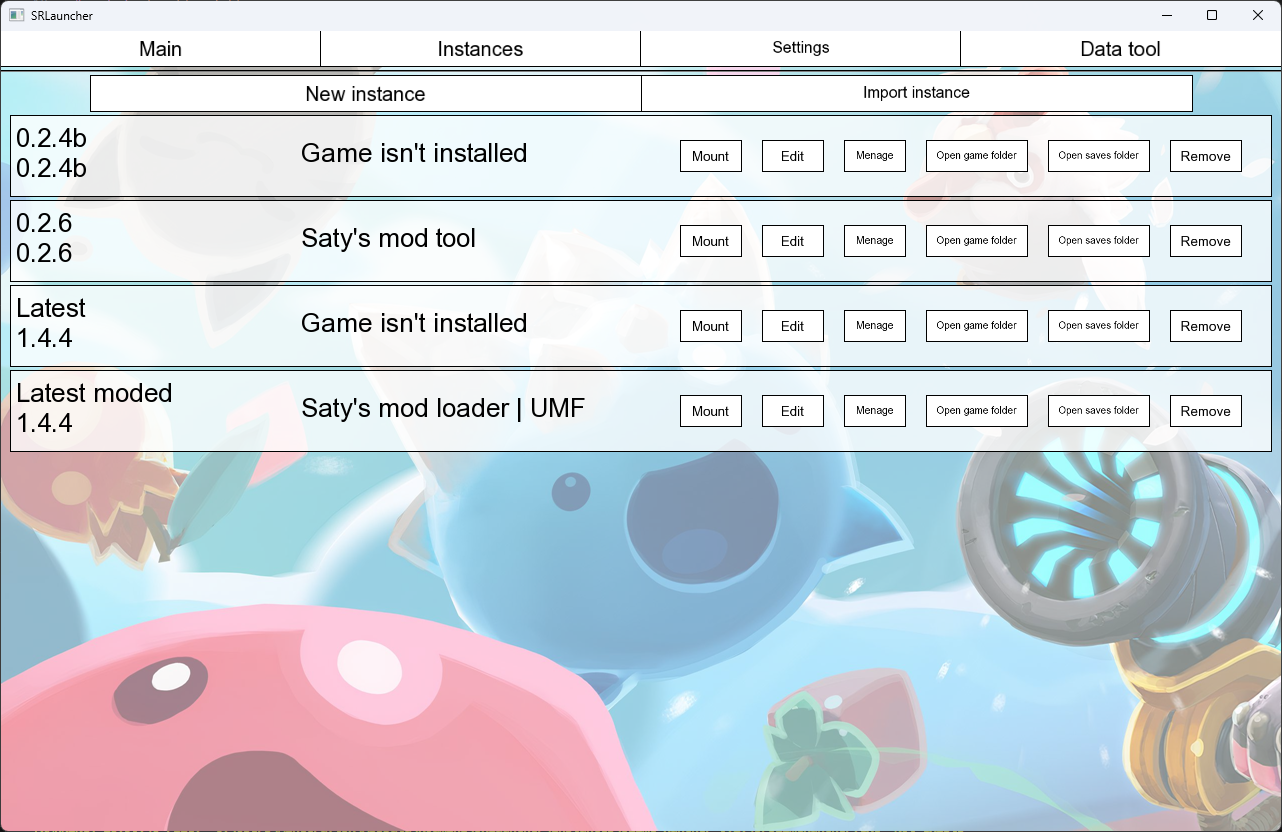 SRLauncher
Main Instances Settings Data tool
New instance Import instance
0.2.4b
0.2.4b
Game isn't installed Mount Edit Menage Open game folder Open saves folder Remove
0.2.6
0.2.6
Saty's mod tool Mount Edit Menage Open game folder Open saves folder Remove
Latest
1.4.4
Game isn't installed Mount Edit Menage Open game folder Open saves folder Remove
Latest moded
1.4.4
Saty's mod loader | UMF Mount Edit Menage Open game folder Open saves folder Remove